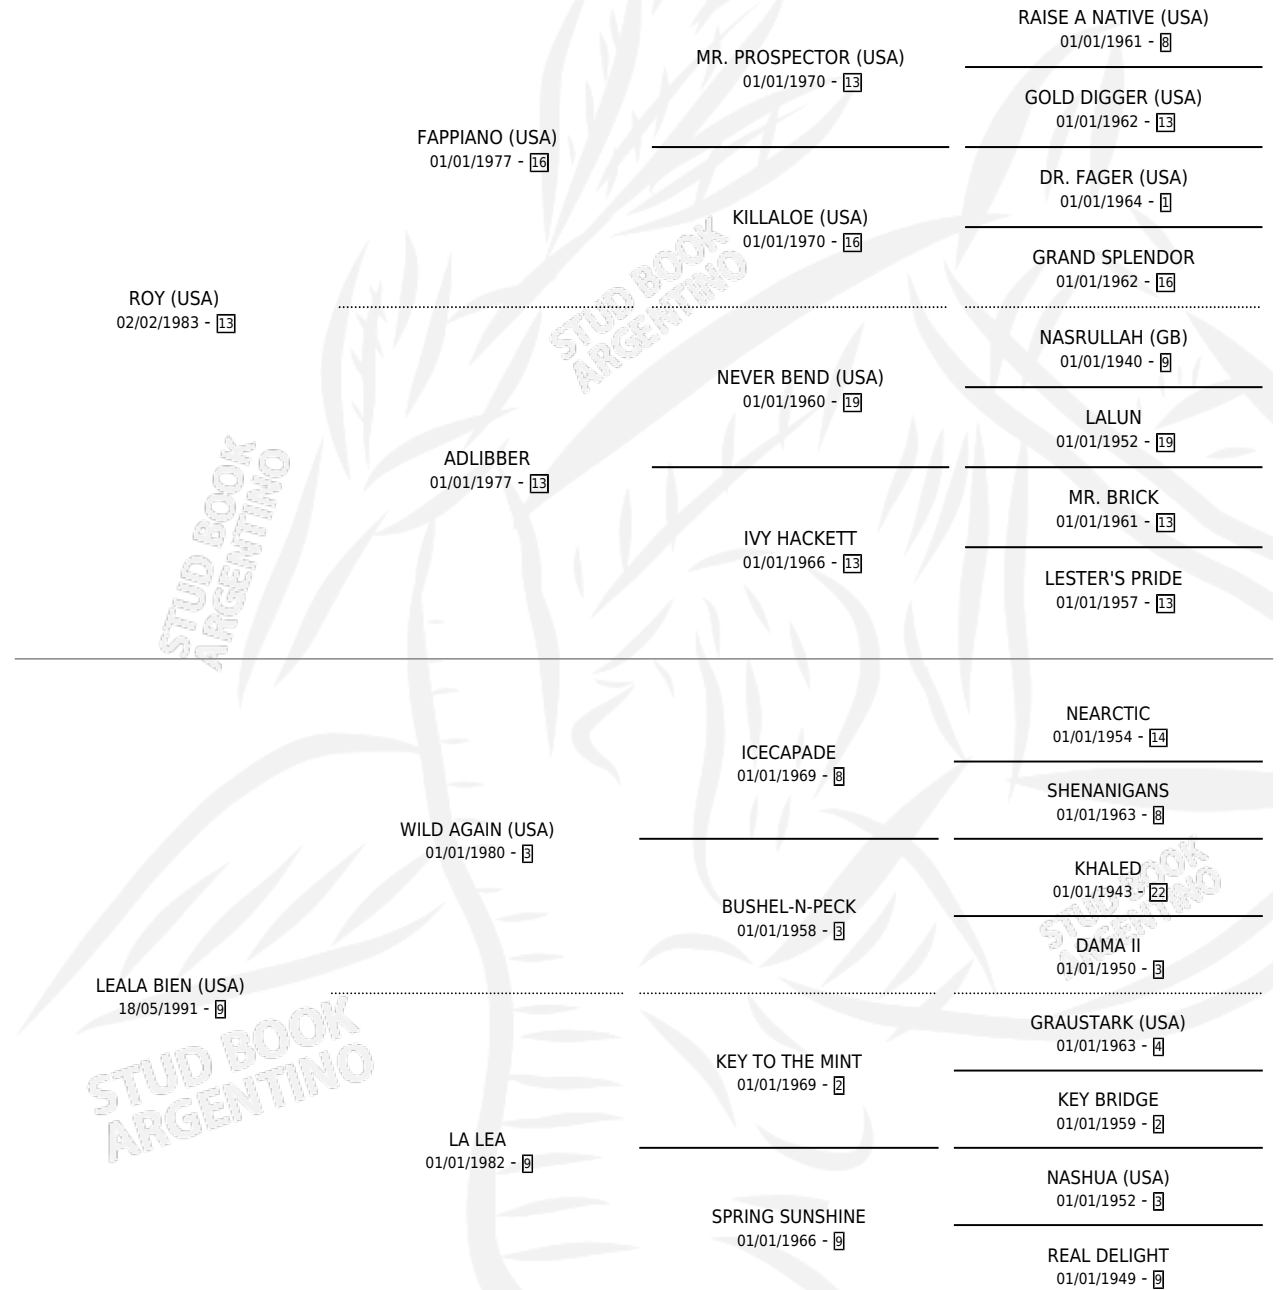 RAISE A NATIVE (USA)
01/01/1961 - 8
MR. PROSPECTOR (USA)
01/01/1970 - 13
GOLD DIGGER (USA)
01/01/1962 - 13
FAPPIANO (USA)
01/01/1977 - 16
DR. FAGER (USA)
01/01/1964 - 1
KILLALOE (USA)
01/01/1970 - 16
GRAND SPLENDOR
01/01/1962 - 16
STUD BOOK
ARGENTINO
ROY (USA)
02/02/1983 - 13
NASRULLAH (GB)
01/01/1940 - 9
NEVER BEND (USA)
01/01/1960 - 19
LALUN
01/01/1952 - 19
ADLIBBER
01/01/1977 - 13
MR. BRICK
01/01/1961 - 13
IVY HACKETT
01/01/1966 - 13
LESTER'S PRIDE
01/01/1957 - 13
STUD BOOK
ARGENTINO
NEARCTIC
01/01/1954 - 14
ICECAPADE
01/01/1969 - 8
SHENANIGANS
01/01/1963 - 8
WILD AGAIN (USA)
01/01/1980 - 3
KHALED
01/01/1943 - 22
BUSHEL-N-PECK
01/01/1958 - 3
DAMA II
01/01/1950 - 3
STUD BOOK
ARGENTINO
LEALA BIEN (USA)
18/05/1991 - 9
GRAUSTARK (USA)
01/01/1963 - 4
KEY TO THE MINT
01/01/1969 - 2
KEY BRIDGE
01/01/1959 - 2
STUD BOOK
ARGENTINO
LA LEA
01/01/1982 - 9
NASHUA (USA)
01/01/1952 - 3
SPRING SUNSHINE
01/01/1966 - 9
REAL DELIGHT
01/01/1949 - 9